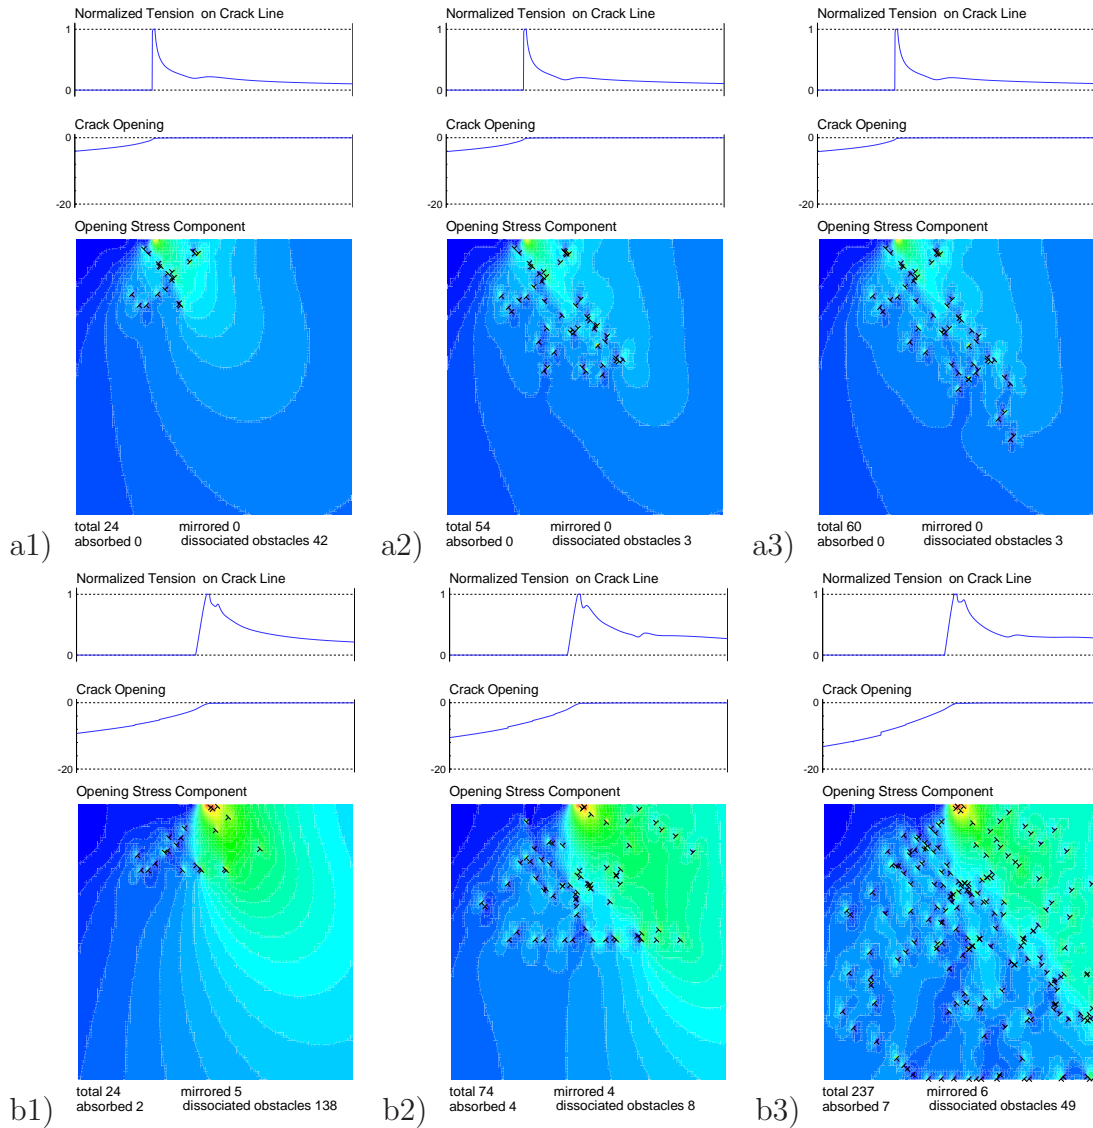 Normalized Tension on Crack Line
1
0
Crack Opening
0
-20
Opening Stress Component
total 24 mirrored 0
absorbed 0 dissociated obstacles 42
a1)
Normalized Tension on Crack Line
1
0
Crack Opening
0
-20
Opening Stress Component
total 54 mirrored 0
absorbed 0 dissociated obstacles 3
a2)
Normalized Tension on Crack Line
1
0
Crack Opening
0
-20
Opening Stress Component
total 60 mirrored 0
absorbed 0 dissociated obstacles 3
a3)
Normalized Tension on Crack Line
1
0
Crack Opening
0
-20
Opening Stress Component
total 24 mirrored 5
absorbed 2 dissociated obstacles 138
b1)
Normalized Tension on Crack Line
1
0
Crack Opening
0
-20
Opening Stress Component
total 74 mirrored 4
absorbed 4 dissociated obstacles 8
b2)
Normalized Tension on Crack Line
1
0
Crack Opening
0
-20
Opening Stress Component
total 237 mirrored 6
absorbed 7 dissociated obstacles 49
b3)